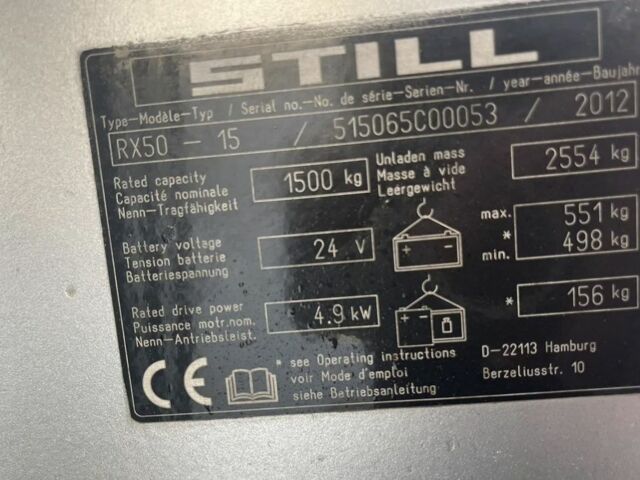 STILL
Type-Modèle-Typ / Serial no.-No. de série-Serien-Nr. / year-année-Baujahr
RX50 - 15 / 515065C00053 / 2012
Rated capacity
Capacité nominale
Nenn-Tragfähigkeit
1500 kg
Unladen mass
Masse à vide
Leergewicht
2554 kg
Battery voltage
Tension batterie
Batteriespannung
24 V
max. 551 kg
*
min. 498 kg
Rated drive power
Puissance motr.nom.
Nenn-Antriebsleist.
4.9 kW
* 156 kg
* see Operating instructions
voir Mode d'emploi
siehe Betriebsanleitung
D-22113 Hamburg
Berzeliusstr. 10
CE